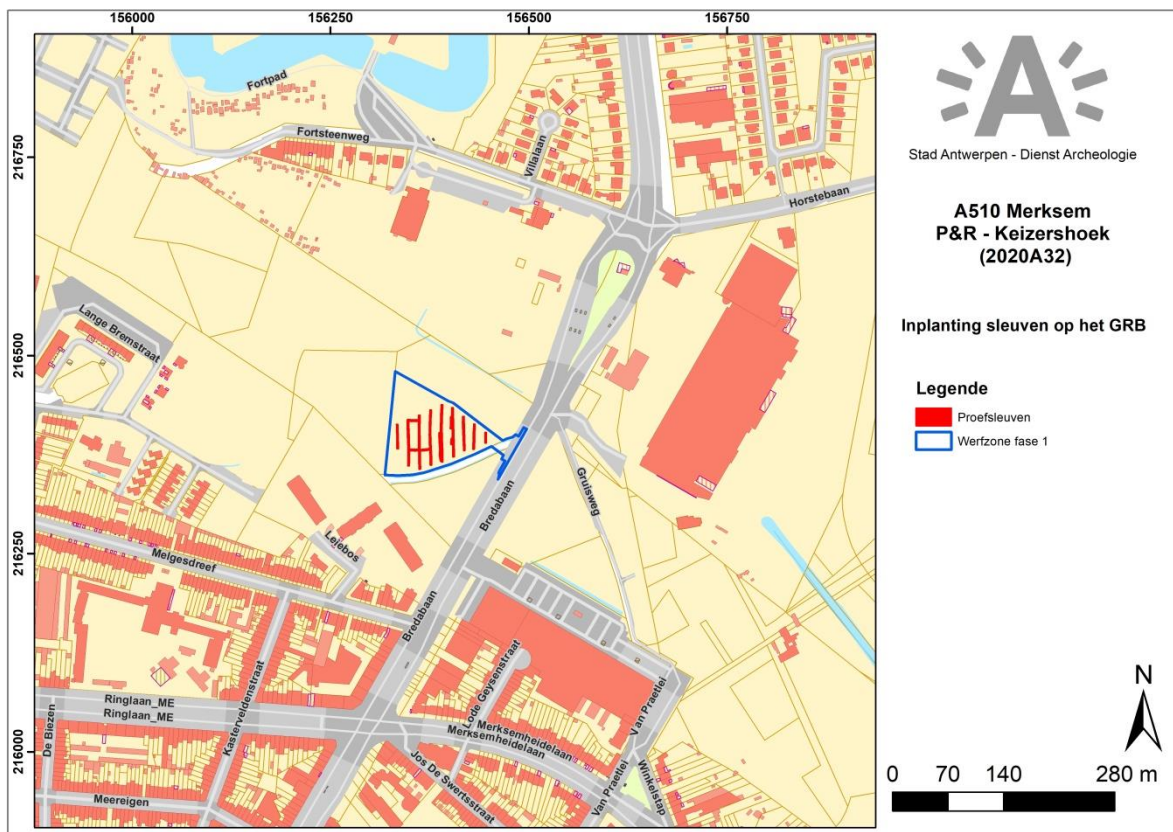 156000 156250 156500 156750
216750
216500
216250
216000
Fortpad
Fortsteenweg
Villalaan
Horstebaan
Lange Bremstraat
Bredabaan
Gruisweg
Lejebos
Melgesdreef
Bredabaan
Kasterveldenstraat
Lode Geysenstraat
Van Praetlei
Ringlaan_ME
Ringlaan_ME
De Biezen
Merksemheidelaan
Merksemheidelaan
Jos De Swertsstraat
Van Praetlei
Winkelstap
Meereigen
A
Stad Antwerpen - Dienst Archeologie
A510 Merksem
P&R - Keizershoek
(2020A32)
Inplanting sleuven op het GRB
Legende
Proefsleuven
Werfzone fase 1
N
0 70 140 280 m